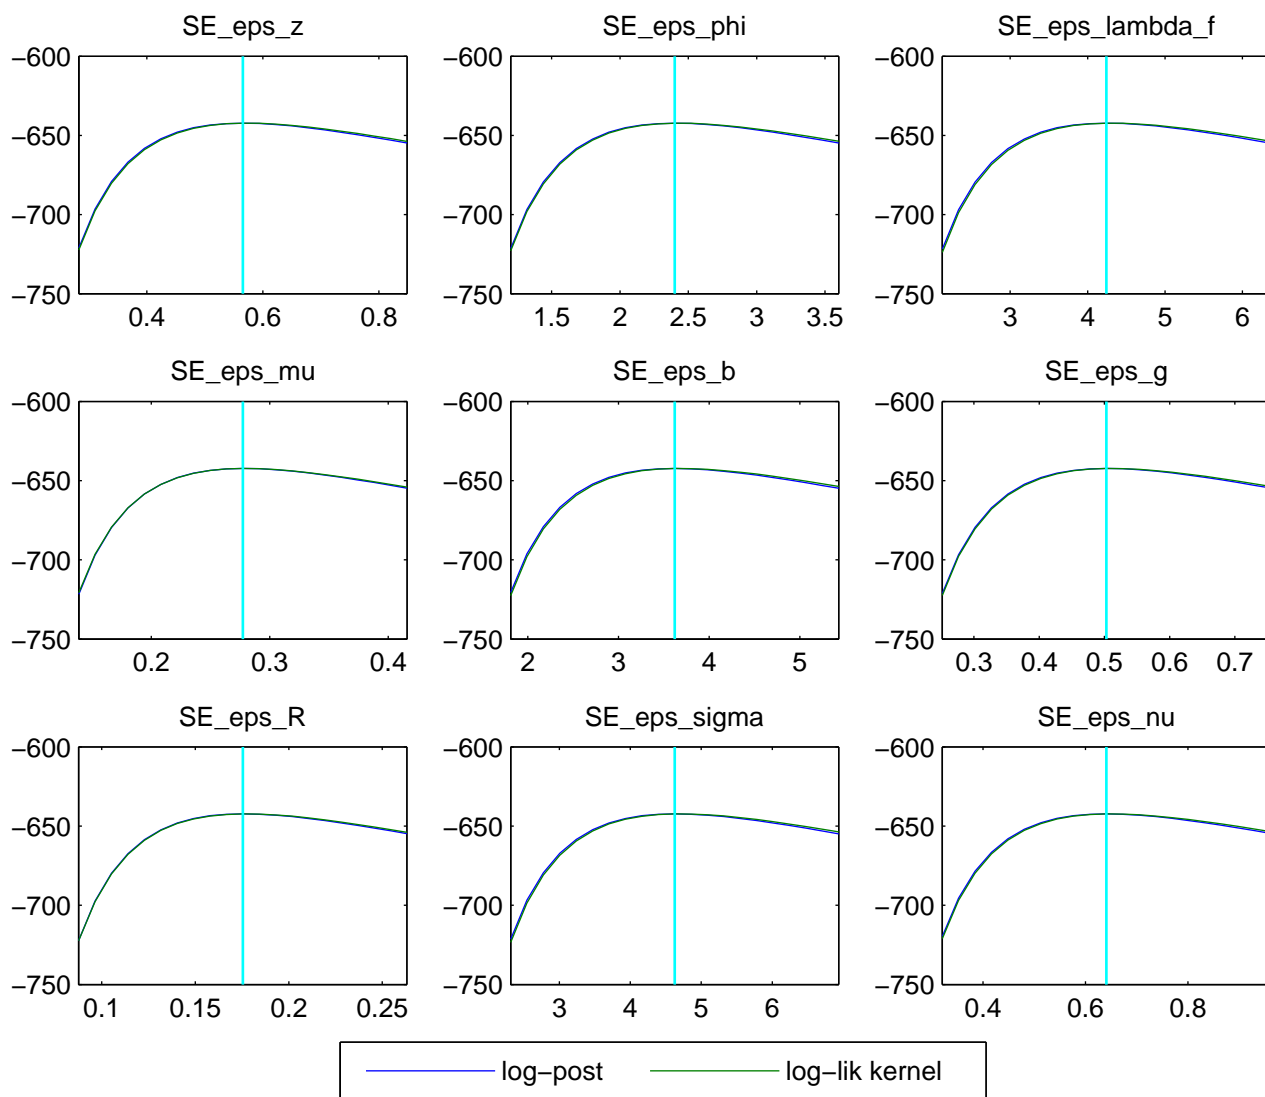 SE_eps_z SE_eps_phi SE_eps_lambda_f
−600 −600 −600
−650 −650 −650
−700 −700 −700
−750 −750 −750
0.4 0.6 0.8 1.5 2 2.5 3 3.5 3 4 5 6
SE_eps_mu SE_eps_b SE_eps_g
−600 −600 −600
−650 −650 −650
−700 −700 −700
−750 −750 −750
0.2 0.3 0.4 2 3 4 5 0.3 0.4 0.5 0.6 0.7
SE_eps_R SE_eps_sigma SE_eps_nu
−600 −600 −600
−650 −650 −650
−700 −700 −700
−750 −750 −750
0.1 0.15 0.2 0.25 3 4 5 6 0.4 0.6 0.8
log−post log−lik kernel